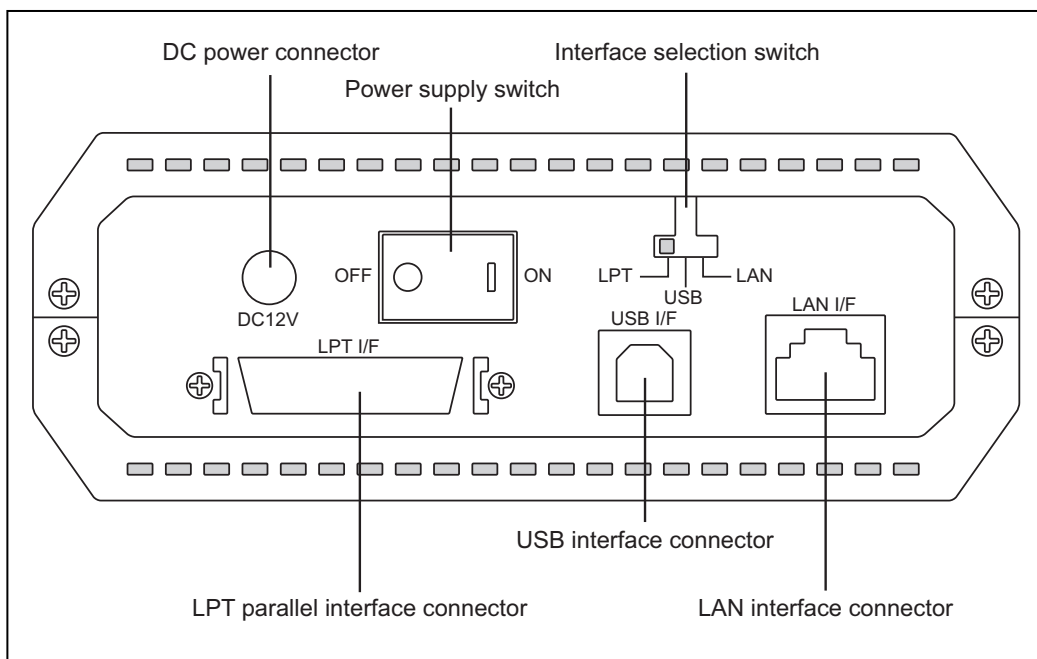 DC power connector
Interface selection switch
Power supply switch
OFF
ON
LPT
LAN
USB
DC12V
LPT I/F
USB I/F
LAN I/F
USB interface connector
LPT parallel interface connector
LAN interface connector